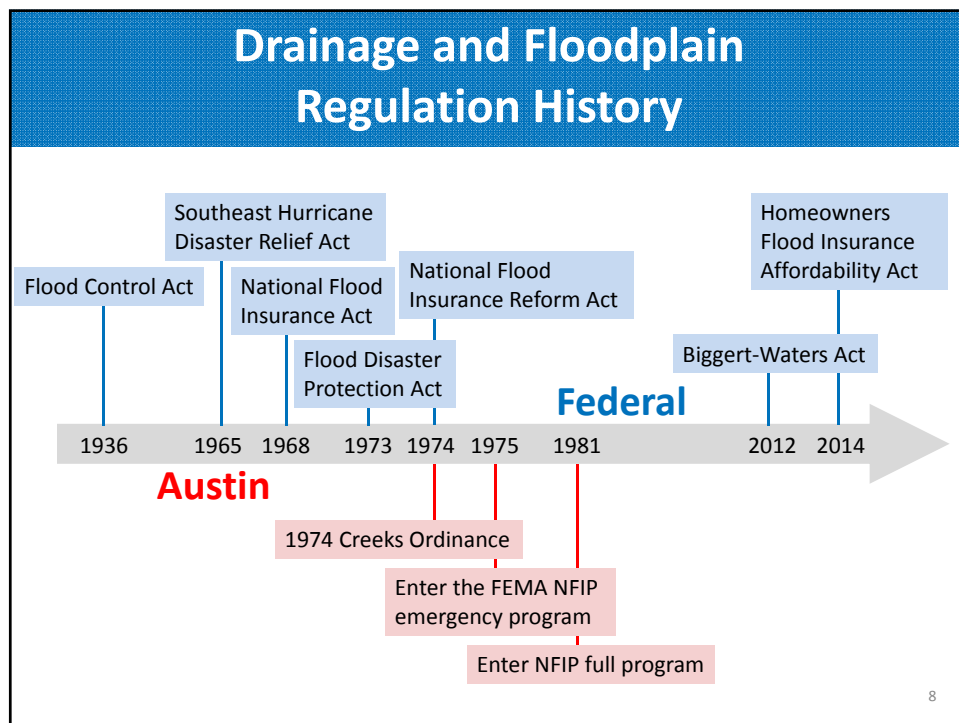 Drainage and Floodplain
Regulation History
Southeast Hurricane
Disaster Relief Act
Homeowners
Flood Insurance
Affordability Act
Flood Control Act
National Flood
Insurance Act
National Flood
Insurance Reform Act
Flood Disaster
Protection Act
Biggert-Waters Act
Federal
1936
1965
1968
1973
1974
1975
1981
2012
2014
Austin
1974 Creeks Ordinance
Enter the FEMA NFIP
emergency program
Enter NFIP full program
8